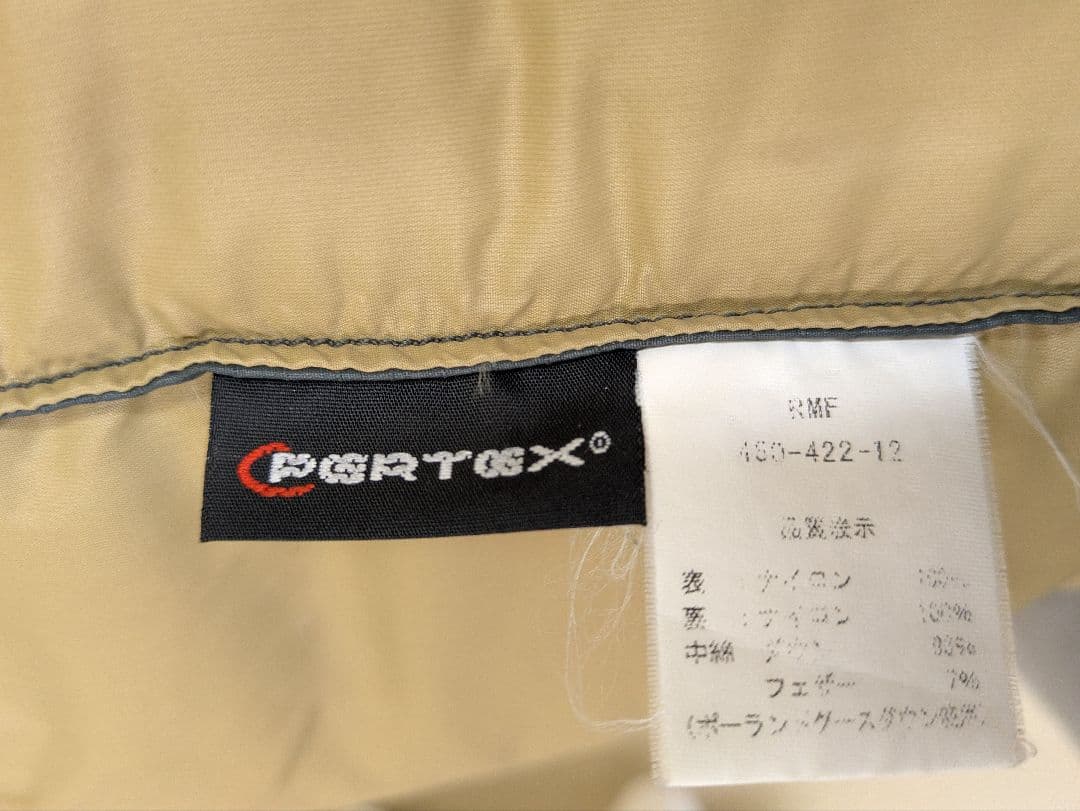 PERTEX®
RMF
480-422-12
品質表示
表 : ナイロン 100%
裏 : ナイロン 100%
中綿 ダウン 93%
フェザー 7%
(ポーランドグースダウン使用)